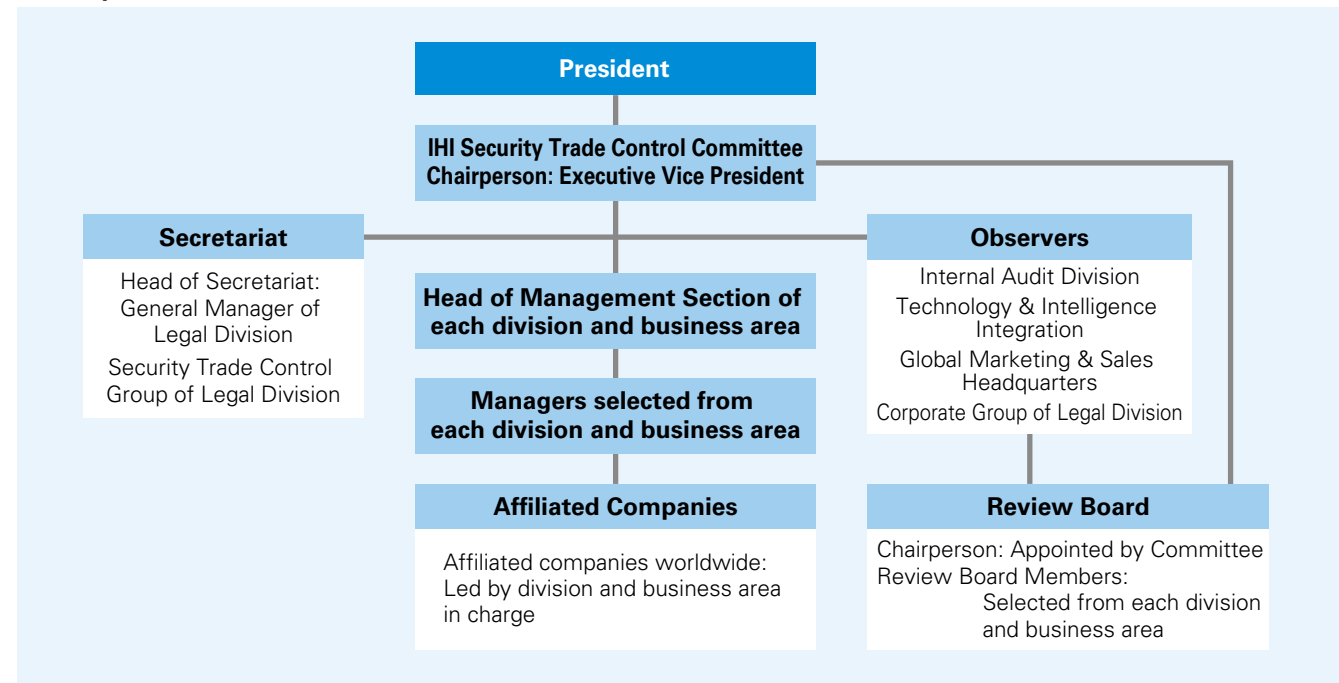 President
IHI Security Trade Control Committee
Chairperson: Executive Vice President
Secretariat
Head of Secretariat:
General Manager of
Legal Division
Security Trade Control
Group of Legal Division
Observers
Internal Audit Division
Technology & Intelligence
Integration
Global Marketing & Sales
Headquarters
Corporate Group of Legal Division
Head of Management Section of
each division and business area
Managers selected from
each division and business area
Affiliated Companies
Affiliated companies worldwide:
Led by division and business area
in charge
Review Board
Chairperson: Appointed by Committee
Review Board Members:
Selected from each division
and business area